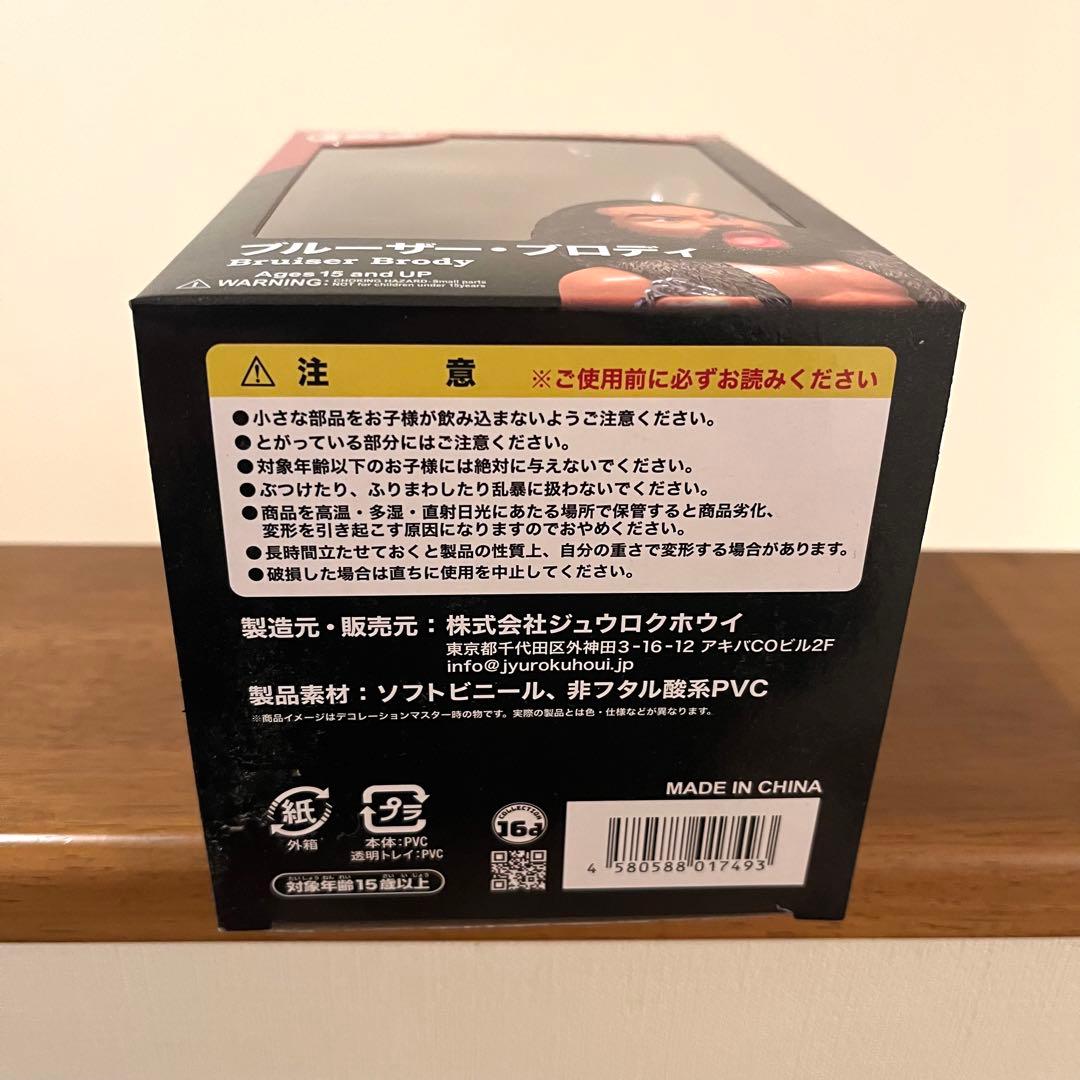 ブルーザー・ブロディ
Bruiser Brody
Ages 15 and UP
WARNING: CHOKING HAZARD-Small parts
NOT for children under 15years
注意 ※ご使用前に必ずお読みください
●小さな部品をお子様が飲み込まないようご注意ください。
●とがっている部分にはご注意ください。
●対象年齢以下のお子様には絶対に与えないでください。
●ぶつけたり、ふりまわしたり乱暴に扱わないでください。
●商品を高温・多湿・直射日光にあたる場所で保管すると商品劣化、
変形を引き起こす原因になりますのでおやめください。
●長時間立たせておくと製品の性質上、自分の重さで変形する場合があります。
●破損した場合は直ちに使用を中止してください。
製造元・販売元：株式会社ジュウロクホウイ
東京都千代田区外神田3-16-12 アキバCOビル2F
info@jyurokuhoui.jp
製品素材：ソフトビニール、非フタル酸系PVC
※商品イメージはデコレーションマスター時の物です。実際の製品とは色・仕様などが異なります。
MADE IN CHINA
紙
外箱
プラ
本体:PVC
透明トレイ:PVC
COLLECTION
16d
4 580588 017493
たいしょうねんれい さい いじょう
対象年齢15歳以上